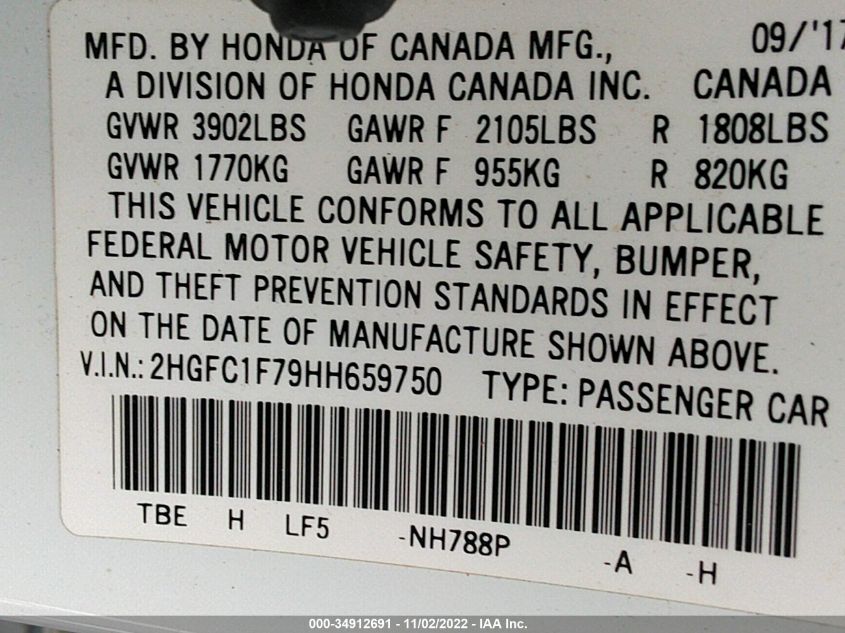 MFD. BY HONDA OF CANADA MFG., 09/'17
A DIVISION OF HONDA CANADA INC. CANADA
GVWR 3902LBS GAWR F 2105LBS R 1808LBS
GVWR 1770KG GAWR F 955KG R 820KG
THIS VEHICLE CONFORMS TO ALL APPLICABLE
FEDERAL MOTOR VEHICLE SAFETY, BUMPER,
AND THEFT PREVENTION STANDARDS IN EFFECT
ON THE DATE OF MANUFACTURE SHOWN ABOVE.
V.I.N.: 2HGFC1F79HH659750 TYPE: PASSENGER CAR
TBE H LF5 -NH788P -A -H
000-34912691 - 11/02/2022 - IAA Inc.